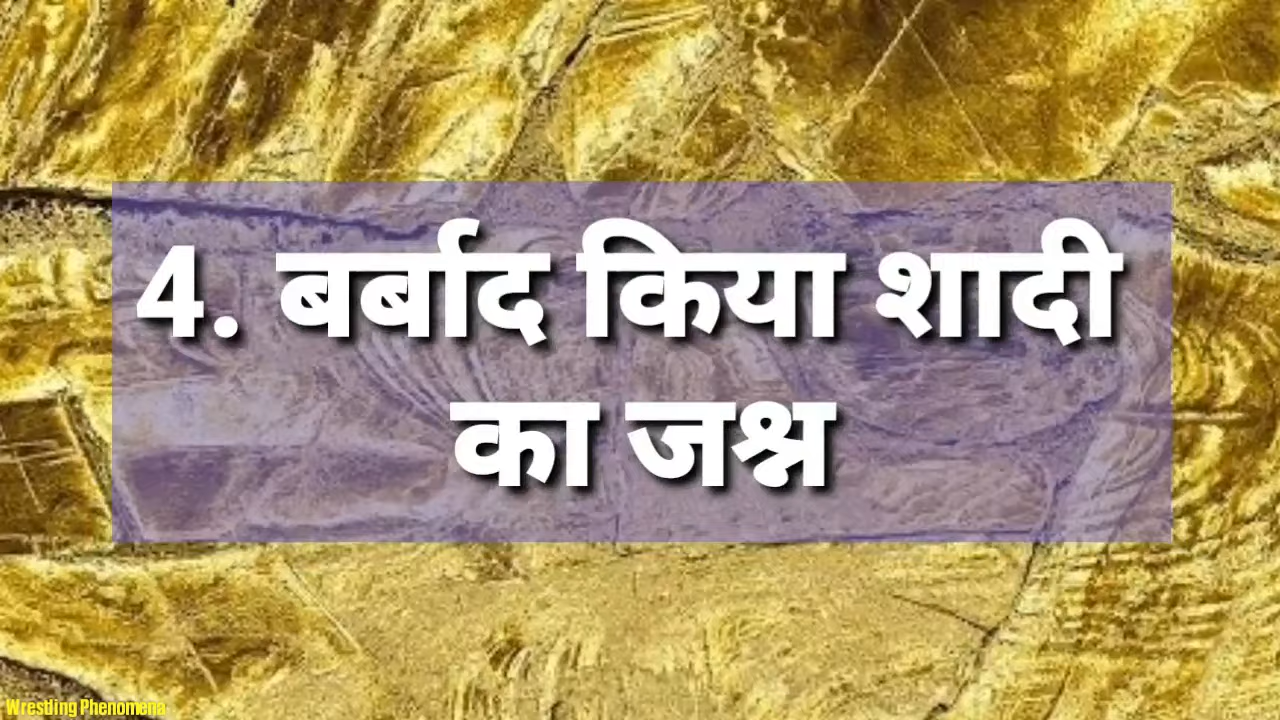 4. बर्बाद किया शादी
का जश्न
Wrestling Phenomena